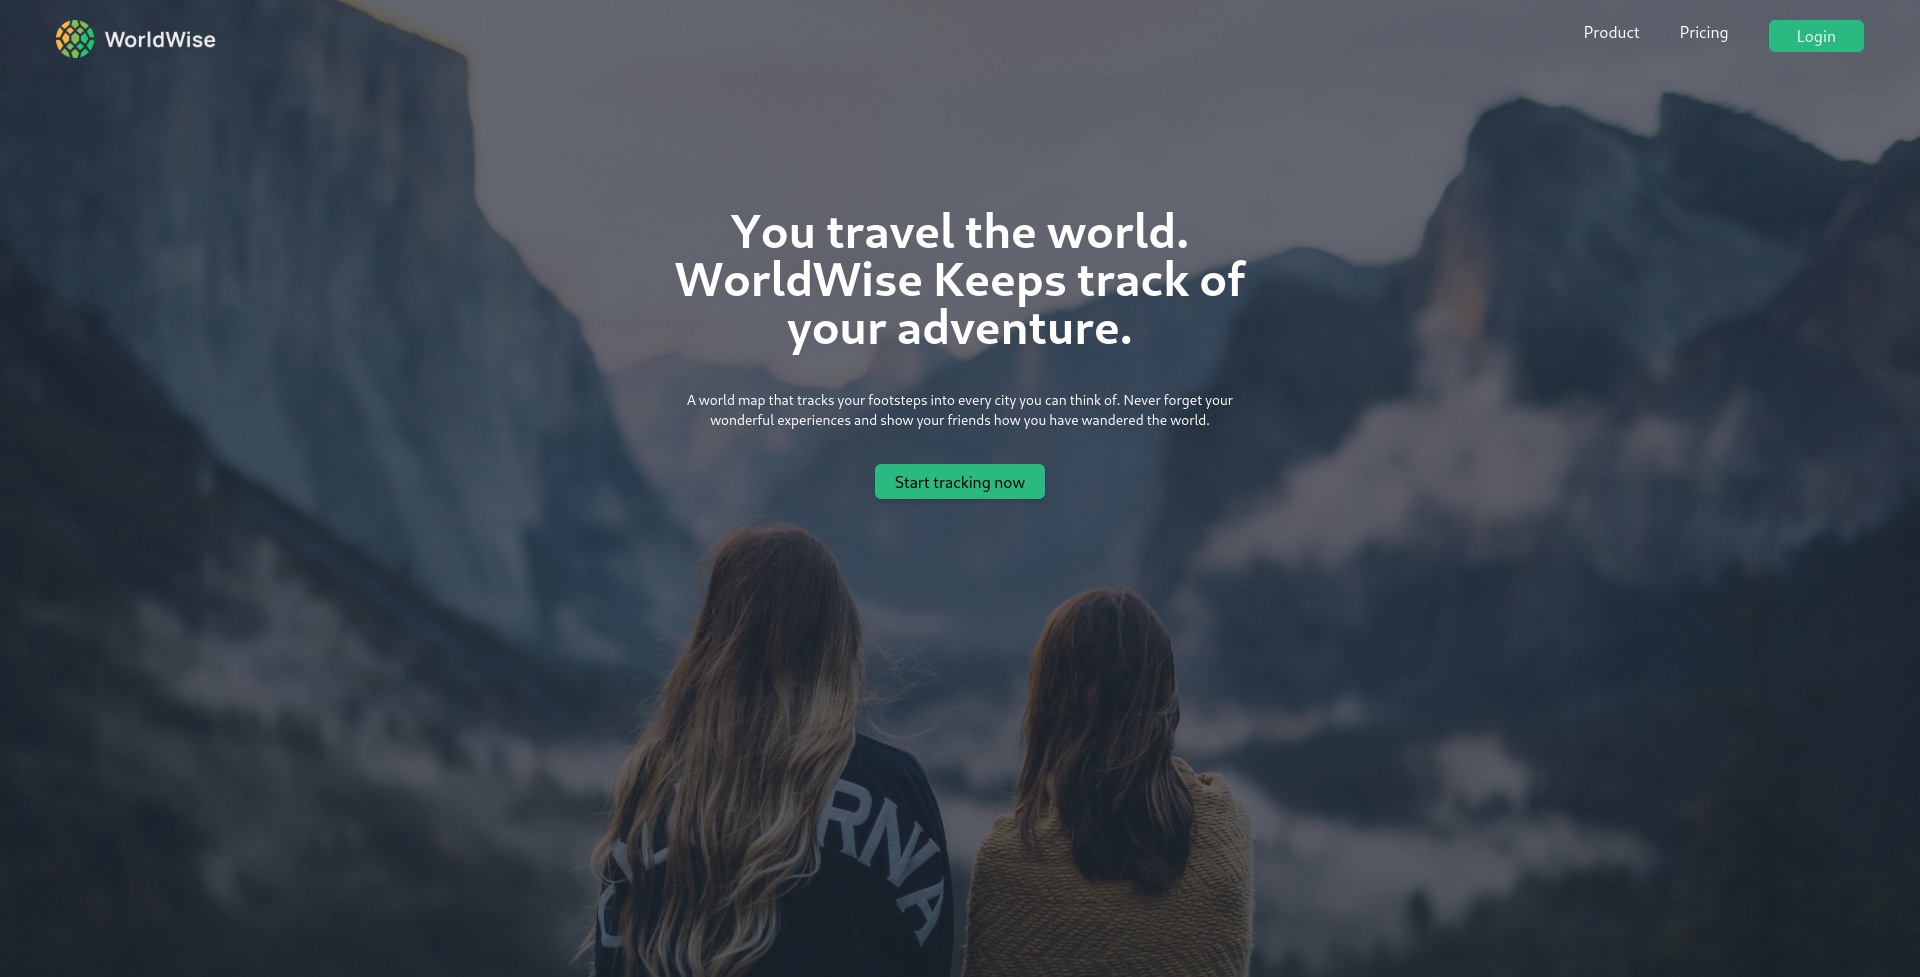 WorldWise
Product
Pricing
Login
You travel the world.
WorldWise Keeps track of
your adventure.
A world map that tracks your footsteps into every city you can think of. Never forget your
wonderful experiences and show your friends how you have wandered the world.
Start tracking now
RNA